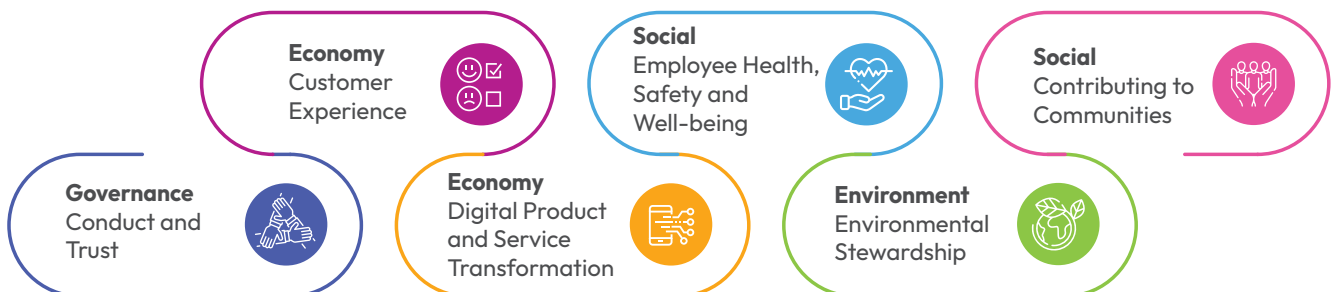 Economy
Customer
Experience
Social
Employee Health,
Safety and
Well-being
Social
Contributing to
Communities
Governance
Conduct and
Trust
Economy
Digital Product
and Service
Transformation
Environment
Environmental
Stewardship